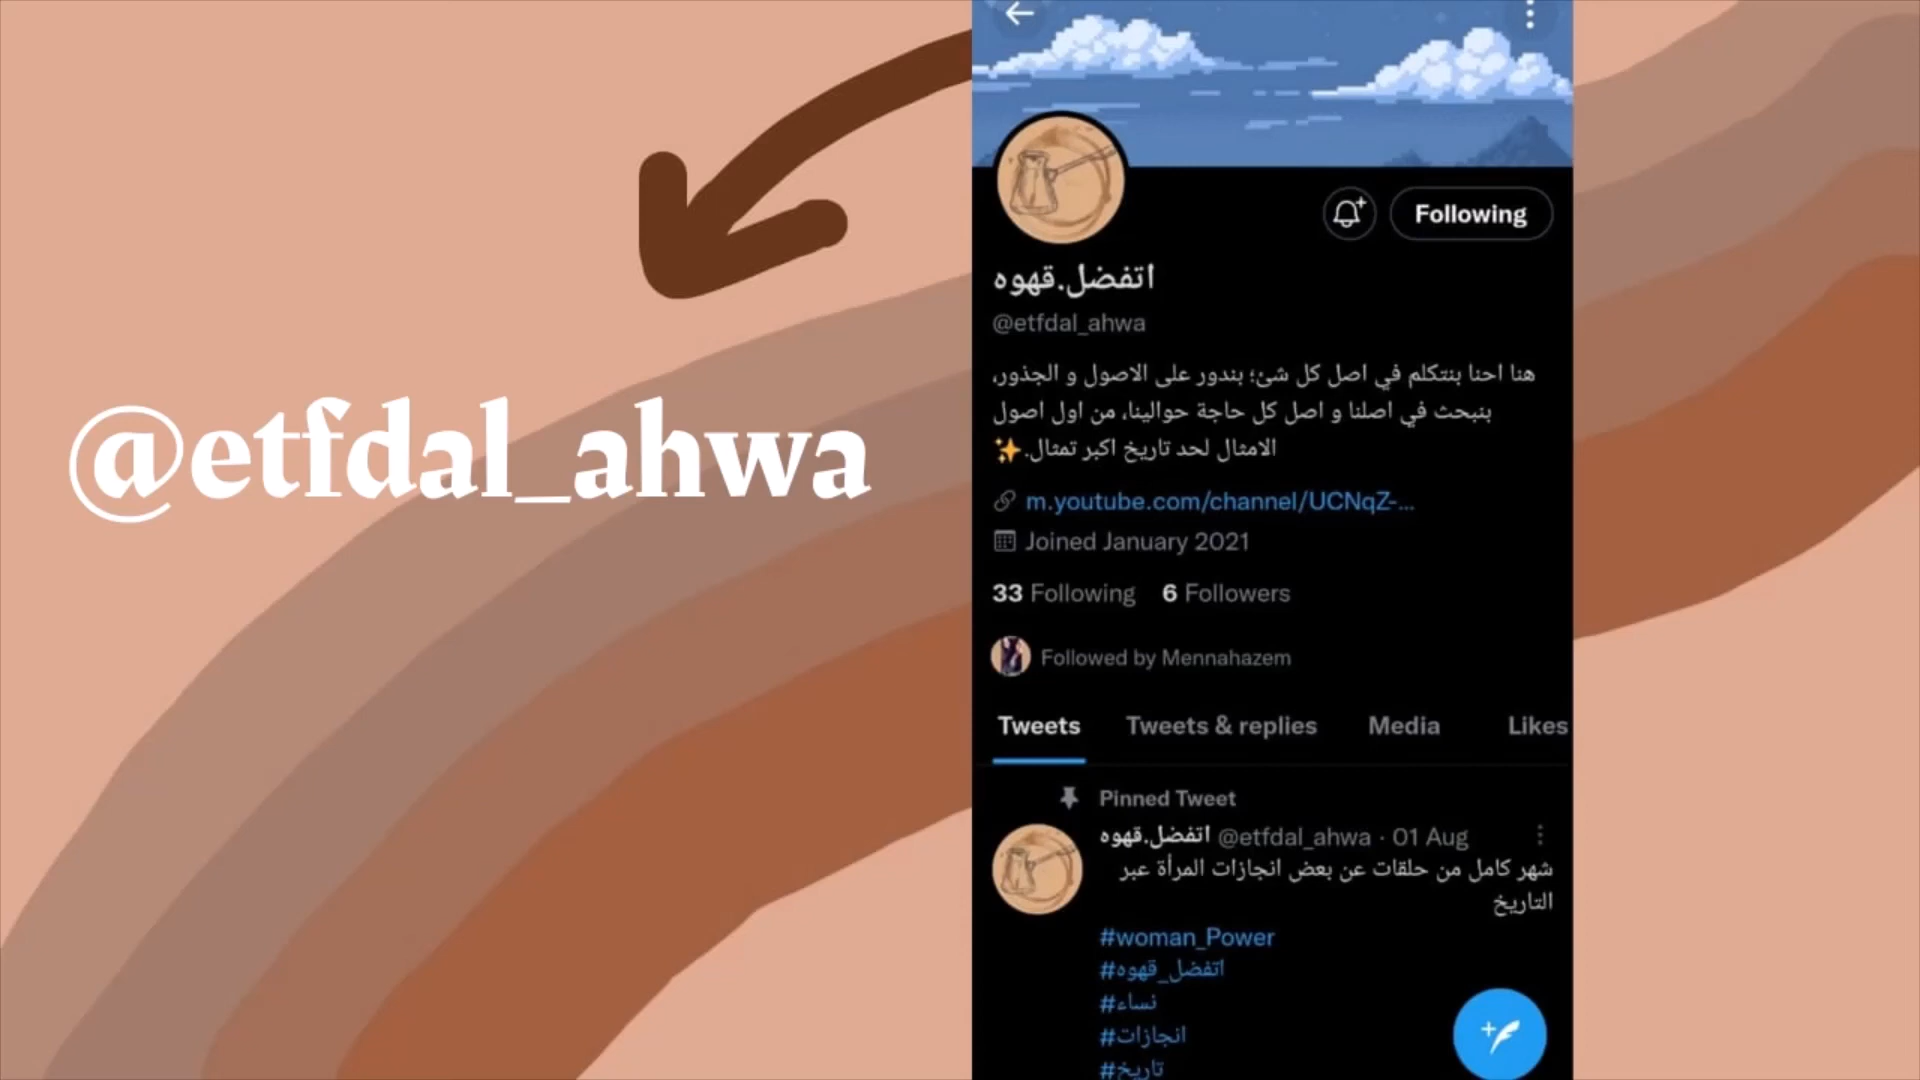 @etfdal_ahwa
Following
اتفضل.قهوه
@etfdal_ahwa
هنا احنا بنتكلم في اصل كل شئ؛ بندور على الاصول و الجذور،
بنبحث في اصلنا و اصل كل حاجة حوالينا، من اول اصول
الامثال لحد تاريخ اكبر تمثال.✨
m.youtube.com/channel/UCNqZ-...
Joined January 2021
33 Following 6 Followers
Followed by Mennahazem
Tweets Tweets & replies Media Likes
Pinned Tweet
اتفضل.قهوه @etfdal_ahwa · 01 Aug
شهر كامل من حلقات عن بعض انجازات المرأة عبر
التاريخ
#woman_Power
#اتفضل_قهوه
#نساء
#انجازات
#تاريخ